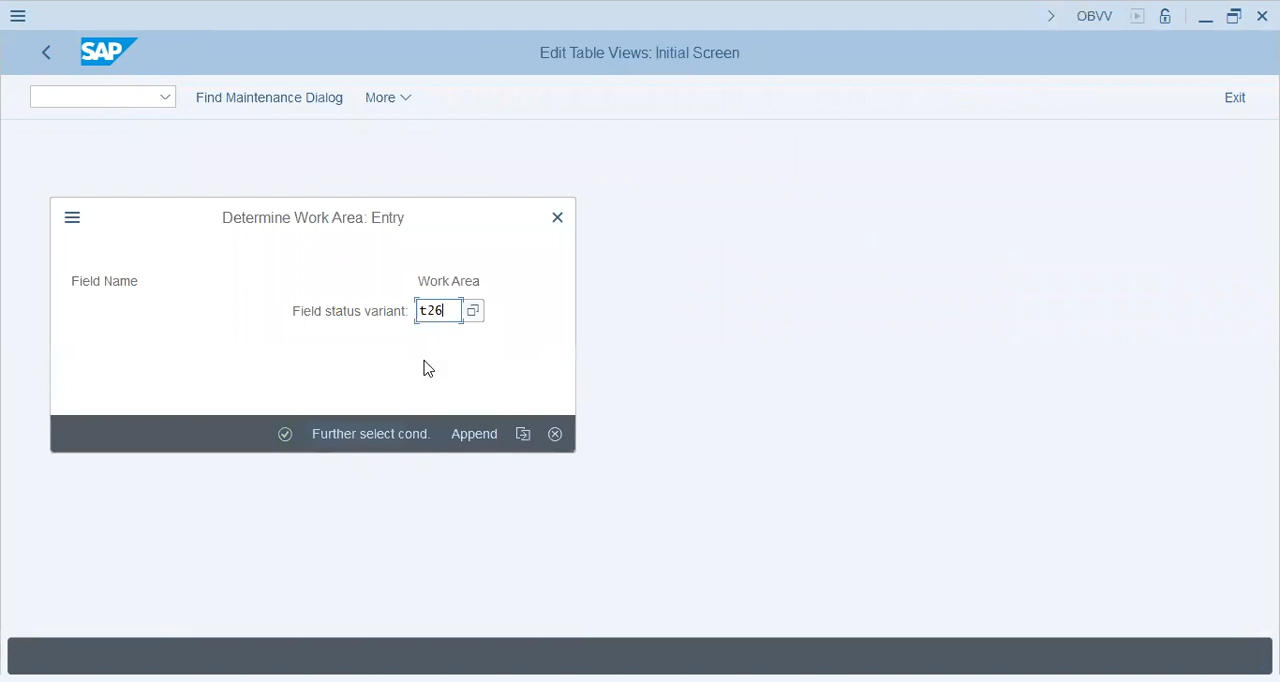 OBVV
SAP
Edit Table Views: Initial Screen
Find Maintenance Dialog
More
Exit
Determine Work Area: Entry
Field Name
Work Area
Field status variant:
t26
Further select cond.
Append